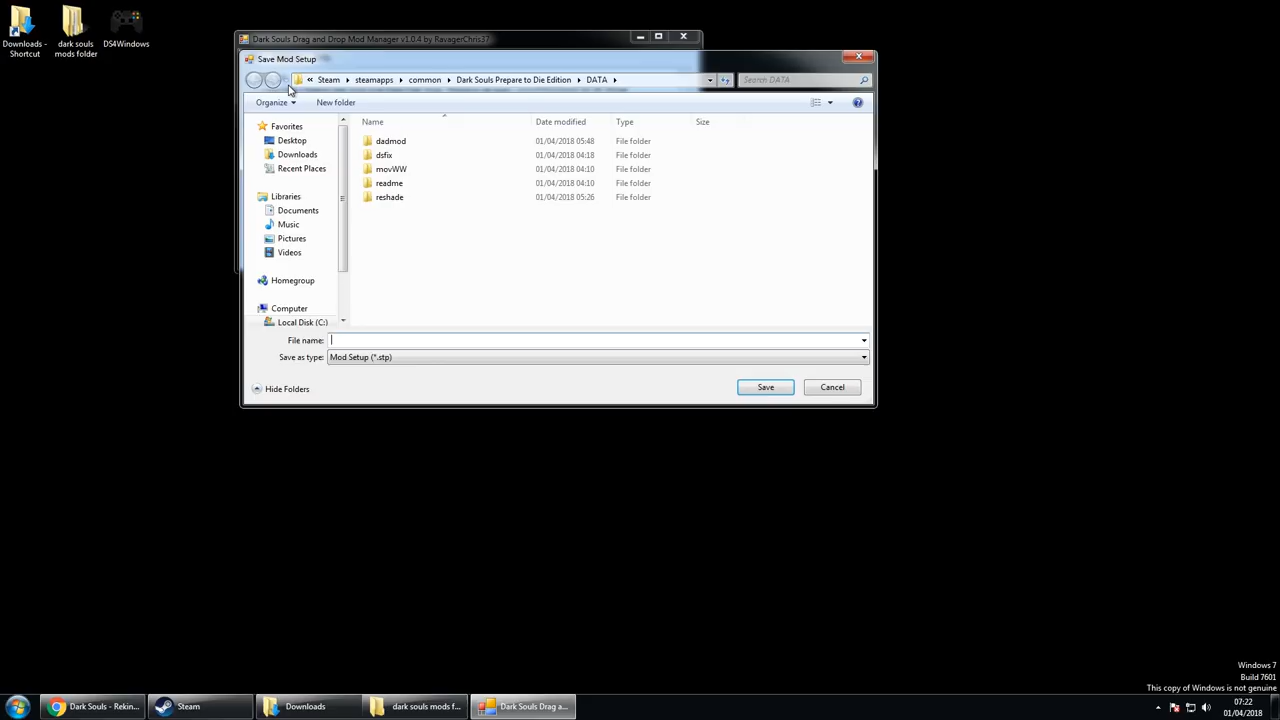 Downloads -
Shortcut
dark souls
mods folder
DS4Windows
Dark Souls Drag and Drop Mod Manager v1.0.4 by RavagerChris37
Save Mod Setup
« Steam steamapps common Dark Souls Prepare to Die Edition DATA
Search DATA
Organize New folder
Favorites
Desktop
Downloads
Recent Places
Libraries
Documents
Music
Pictures
Videos
Homegroup
Computer
Local Disk (C:)
Name Date modified Type Size
dadmod 01/04/2018 05:48 File folder
dsfix 01/04/2018 04:18 File folder
movWW 01/04/2018 04:10 File folder
readme 01/04/2018 04:10 File folder
reshade 01/04/2018 05:26 File folder
File name:
Save as type: Mod Setup (*.stp)
Hide Folders
Save Cancel
Windows 7
Build 7601
This copy of Windows is not genuine
Dark Souls - Rekin...
Steam
Downloads
dark souls mods f...
Dark Souls Drag a...
07:22
01/04/2018